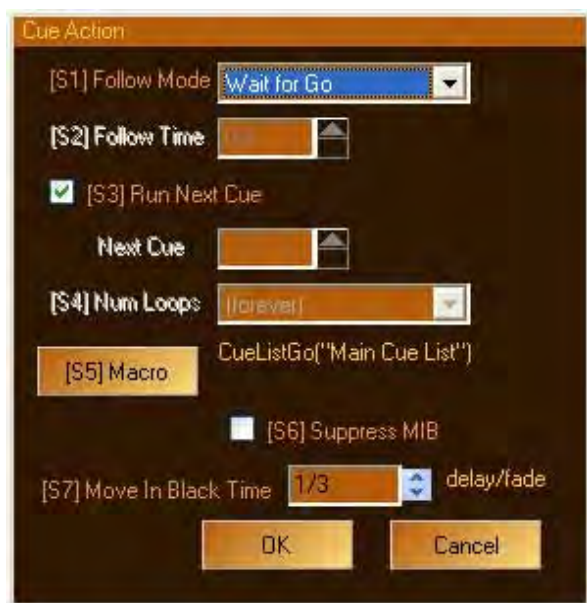 Cue Action
[S1] Follow Mode Wait for Go
[S2] Follow Time
[S3] Run Next Cue
Next Cue
[S4] Num Loops (forever)
[S5] Macro CueListGo("Main Cue List")
[S6] Suppress MIB
[S7] Move In Black Time 1/3 delay/fade
OK Cancel